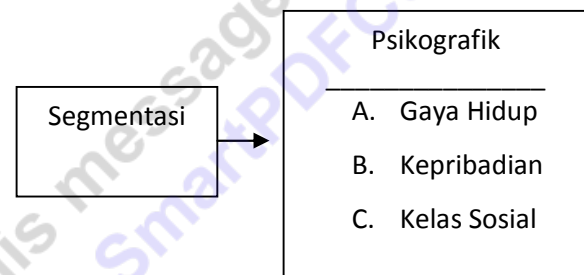 Psikografik
Segmentasi
A. Gaya Hidup
B. Kepribadian
C. Kelas Sosial